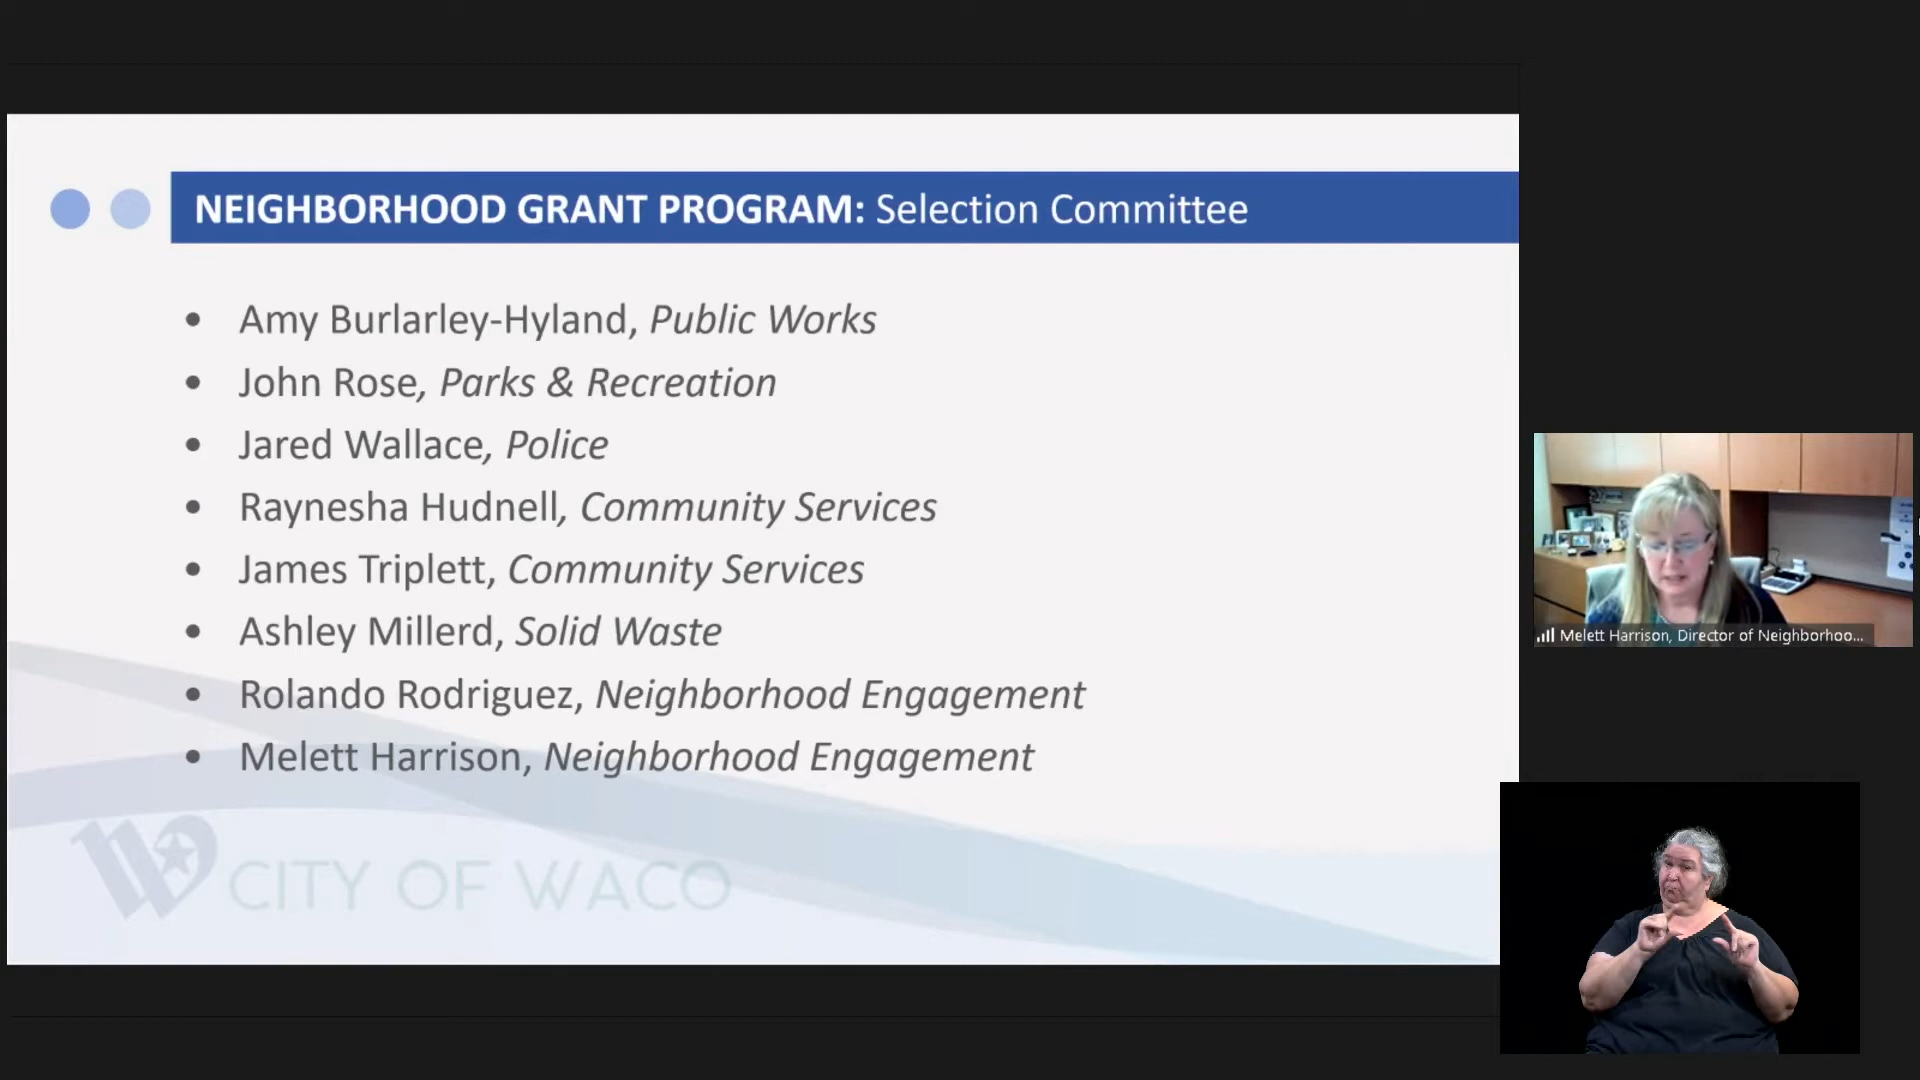 NEIGHBORHOOD GRANT PROGRAM: Selection Committee
• Amy Burlarley-Hyland, Public Works
• John Rose, Parks & Recreation
• Jared Wallace, Police
• Raynesha Hudnell, Community Services
• James Triplett, Community Services
• Ashley Millerd, Solid Waste
• Rolando Rodriguez, Neighborhood Engagement
• Melett Harrison, Neighborhood Engagement
CITY OF WACO
Melett Harrison, Director of Neighborhoo...